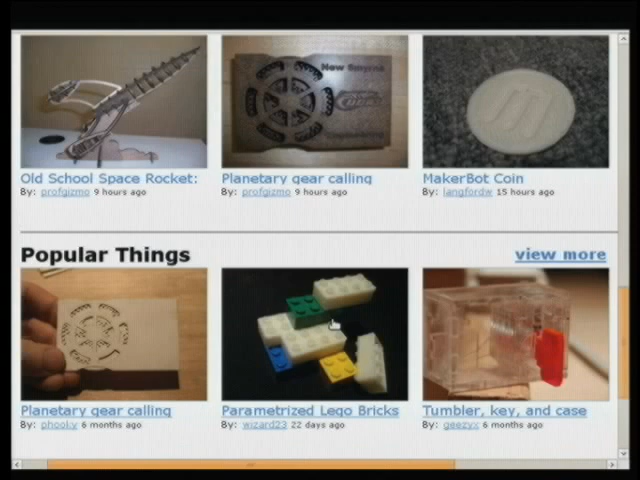 New Smyrna
Old School Space Rocket:
Planetary gear calling
MakerBot Coin
By: profgizmo 9 hours ago
By: profgizmo 9 hours ago
By: langfordw 15 hours ago
Popular Things
view more
Planetary gear calling
Parametrized Lego Bricks
Tumbler, key, and case
By: phooky 6 months ago
By: wizard23 22 days ago
By: geezyx 6 months ago